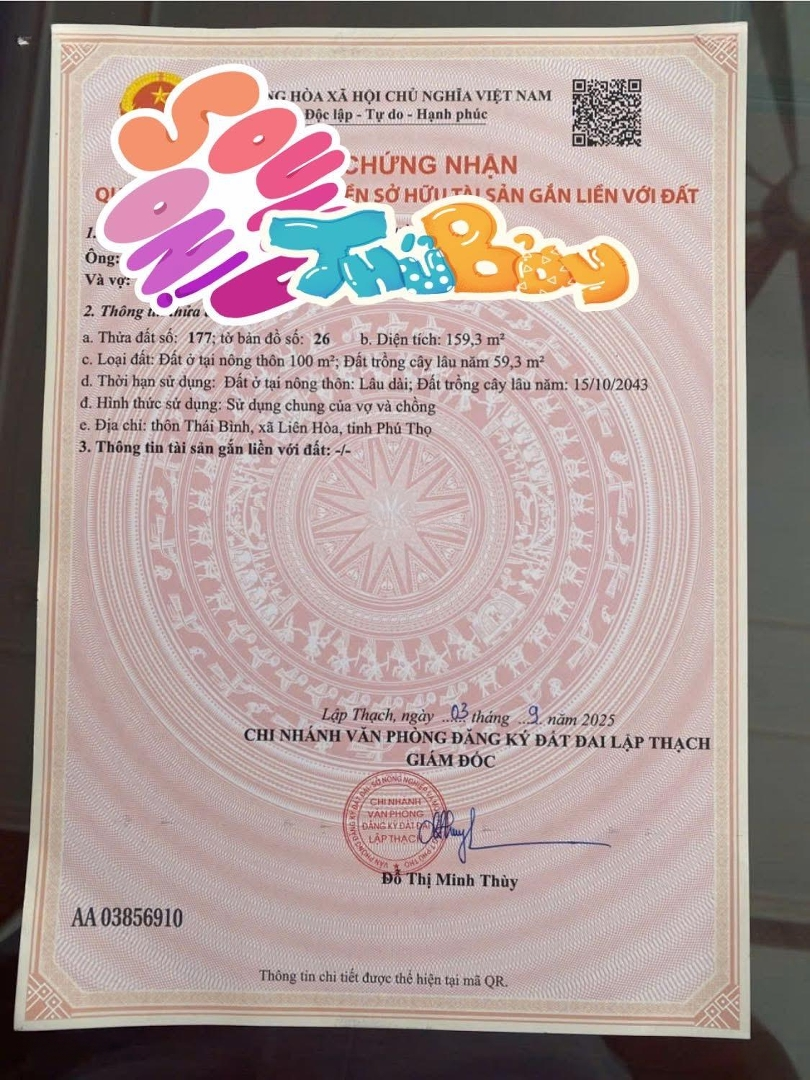 HÒA XÃ HỘI CHỦ NGHĨA VIỆT NAM
Độc lập - Tự do - Hạnh phúc
CHỨNG NHẬN
SỞ HỮU TÀI SẢN GẮN LIỀN VỚI ĐẤT
1.
Ông:
Và vợ:
SOUND
ON!
Thứ Bảy
2. Thông tin thửa
a. Thửa đất số: 177; tờ bản đồ số: 26 b. Diện tích: 159,3 m²
c. Loại đất: Đất ở tại nông thôn 100 m²; Đất trồng cây lâu năm 59,3 m²
d. Thời hạn sử dụng: Đất ở tại nông thôn: Lâu dài; Đất trồng cây lâu năm: 15/10/2043
đ. Hình thức sử dụng: Sử dụng chung của vợ và chồng
e. Địa chỉ: thôn Thái Bình, xã Liên Hòa, tỉnh Phú Thọ
3. Thông tin tài sản gắn liền với đất: -/-
Lập Thạch, ngày 03 tháng 9 năm 2025
CHI NHÁNH VĂN PHÒNG ĐĂNG KÝ ĐẤT ĐAI LẬP THẠCH
GIÁM ĐỐC
CHI NHÁNH
VĂN PHÒNG
ĐĂNG KÝ ĐẤT ĐAI
LẬP THẠCH
Đỗ Thị Minh Thùy
AA 03856910
Thông tin chi tiết được thể hiện tại mã QR.